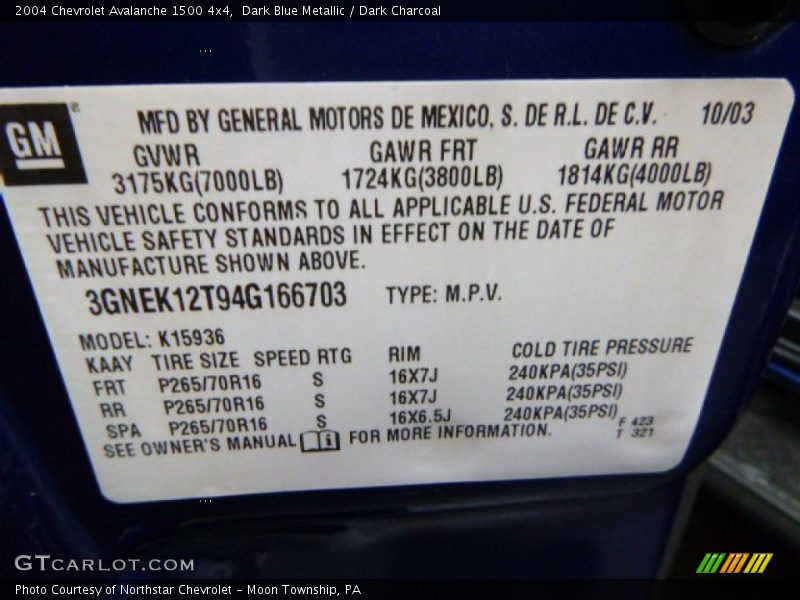 2004 Chevrolet Avalanche 1500 4x4,  Dark Blue Metallic / Dark Charcoal
...
GM ®
MFD BY GENERAL MOTORS DE MEXICO, S. DE R.L. DE C.V. 10/03
GVWR GAWR FRT GAWR RR
3175KG(7000LB) 1724KG(3800LB) 1814KG(4000LB)
THIS VEHICLE CONFORMS TO ALL APPLICABLE U.S. FEDERAL MOTOR
VEHICLE SAFETY STANDARDS IN EFFECT ON THE DATE OF
MANUFACTURE SHOWN ABOVE.
3GNEK12T94G166703 TYPE: M.P.V.
MODEL: K15936
KAAY TIRE SIZE SPEED RTG RIM COLD TIRE PRESSURE
FRT P265/70R16 S 16X7J 240KPA(35PSI)
RR P265/70R16 S 16X7J 240KPA(35PSI)
SPA P265/70R16 S 16X6.5J 240KPA(35PSI) F 423
SEE OWNER'S MANUAL i FOR MORE INFORMATION. T 321
...
GTCARLOT.COM
Photo Courtesy of Northstar Chevrolet - Moon Township, PA